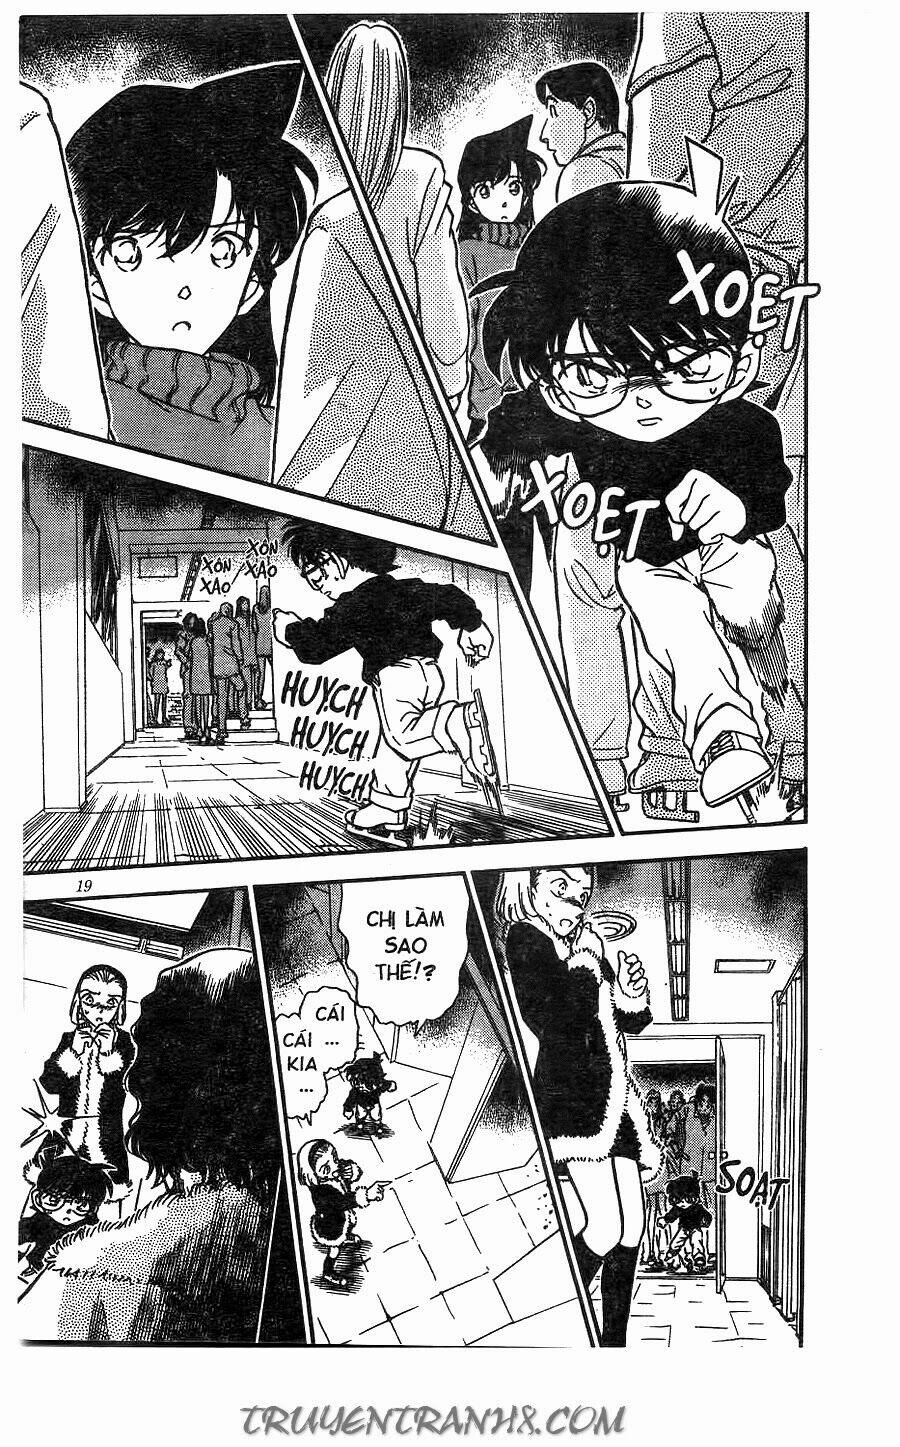 XOẸT
XOẸT
XÔN
XAO
XÔN
XAO
HUỴCH
HUỴCH
HUỴCH
19
SOẠT
CHỊ LÀM
SAO
THẾ!?
CÁI
...
CÁI
KIA
...
TRUYENTRANH8.COM